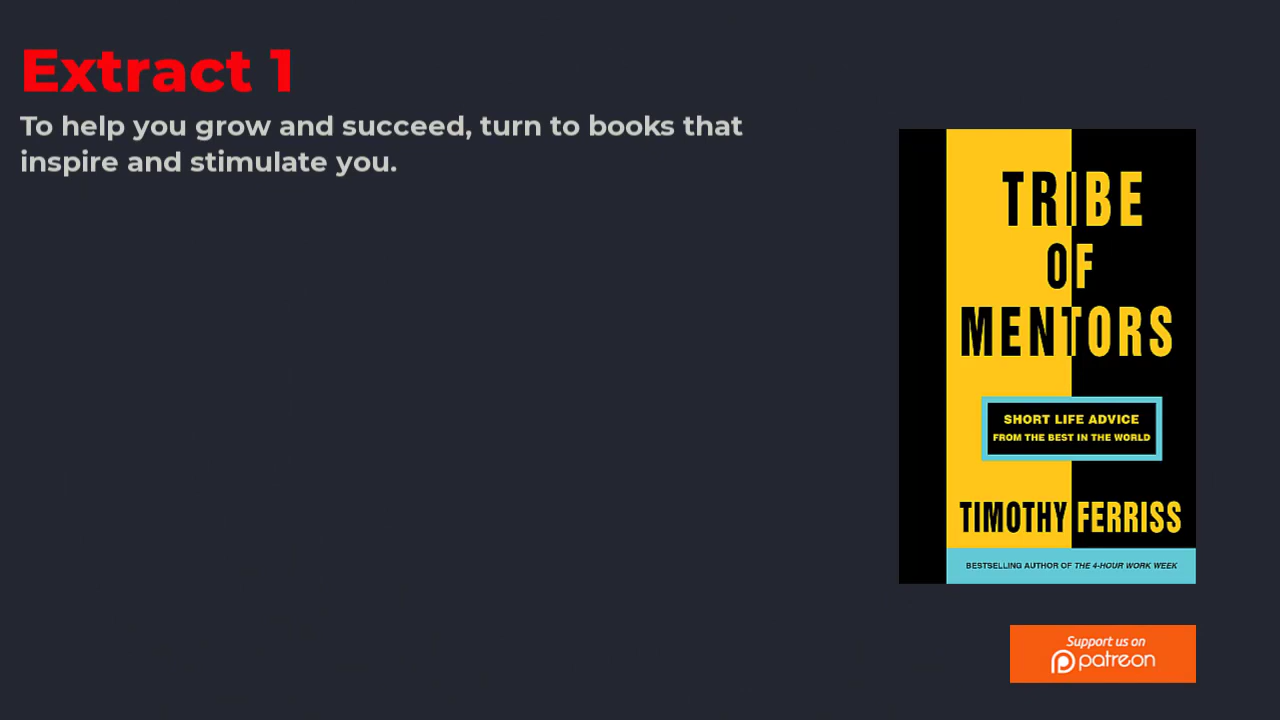 Extract 1
To help you grow and succeed, turn to books that
inspire and stimulate you.
TRIBE
OF
MENTORS
SHORT LIFE ADVICE
FROM THE BEST IN THE WORLD
TIMOTHY FERRISS
BESTSELLING AUTHOR OF THE 4-HOUR WORK WEEK
Support us on
patreon